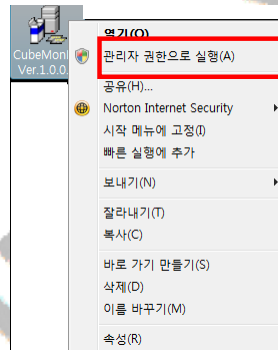 열기(O)
CubeMon
Ver.1.0.0.
관리자 권한으로 실행(A)
공유(H)...
Norton Internet Security
시작 메뉴에 고정(I)
빠른 실행에 추가
보내기(N)
잘라내기(T)
복사(C)
바로 가기 만들기(S)
삭제(D)
이름 바꾸기(M)
속성(R)